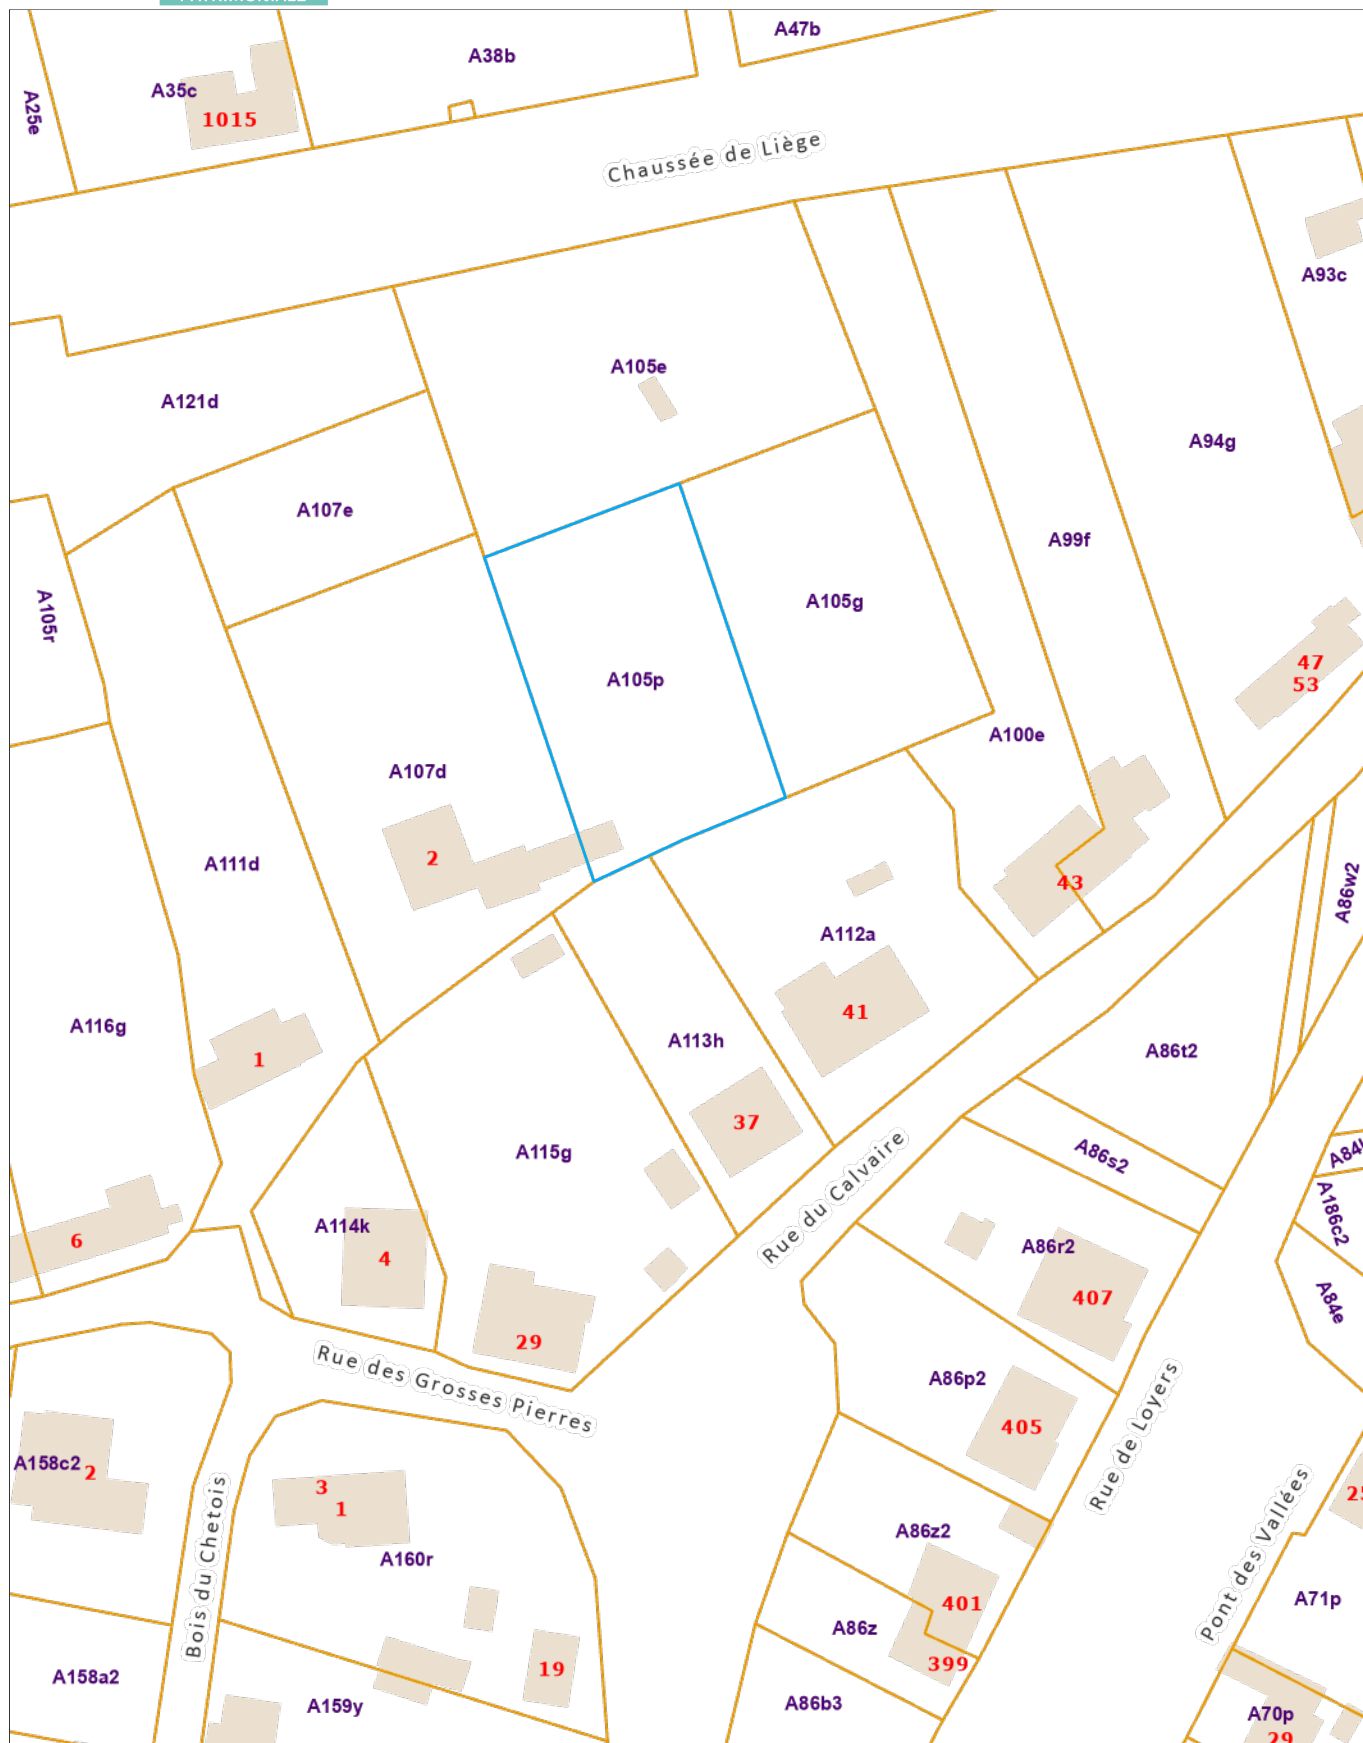 A47b
A38b
A35c
A25e
1015
Chaussée de Liège
A93c
A105e
A121d
A94g
A107e
A99f
A105r
A105g
47
53
A105p
A100e
A107d
2
A111d
43
A86w2
A112a
A116g
41
A113h
A86t2
1
37
A115g
Rue du Calvaire
A86s2
A186c2
A114k
6
4
A86r2
407
A84e
29
Rue des Grosses Pierres
A86p2
405
Rue de Loyers
A158c2
2
3
1
Bois du Chetois
A160r
A86z2
Pont des Vallées
401
A71p
A86z
399
19
A158a2
A159y
A86b3
A70p
29